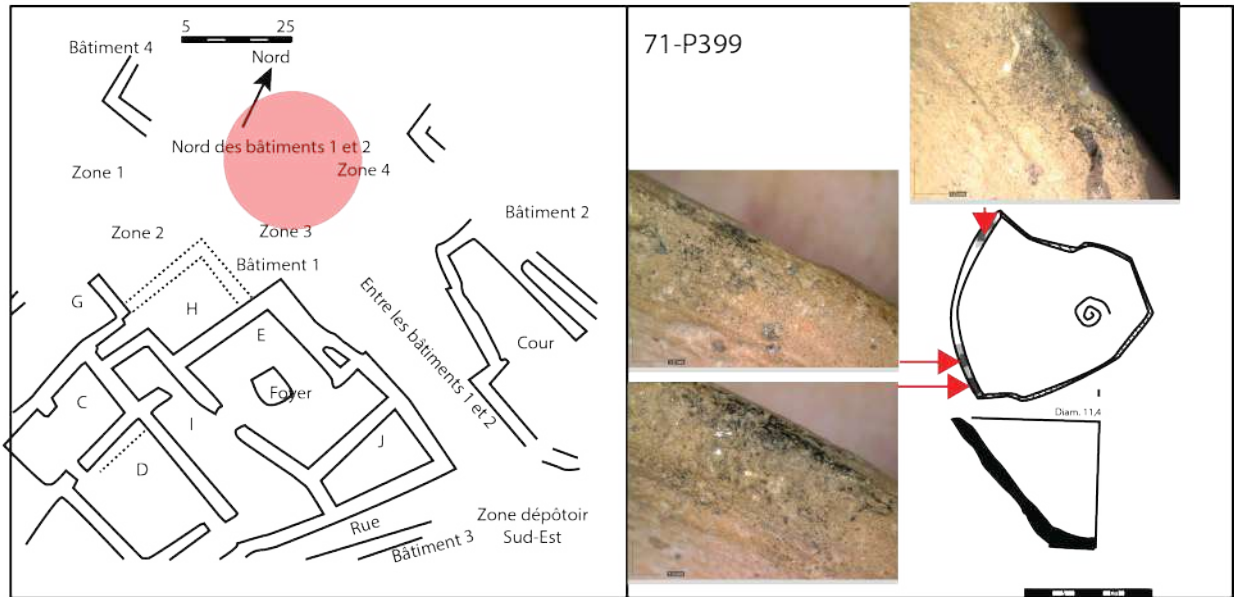 5 25
Bâtiment 4
Nord
Nord des bâtiments 1 et 2
Zone 1
Zone 4
Bâtiment 2
Zone 2
Zone 3
Bâtiment 1
G
H
E
Entre les bâtiments 1 et 2
Cour
Foyer
C
I
J
D
Rue
Zone dépôtoir
Sud-Est
Bâtiment 3
71-P399
Diam. 11,4